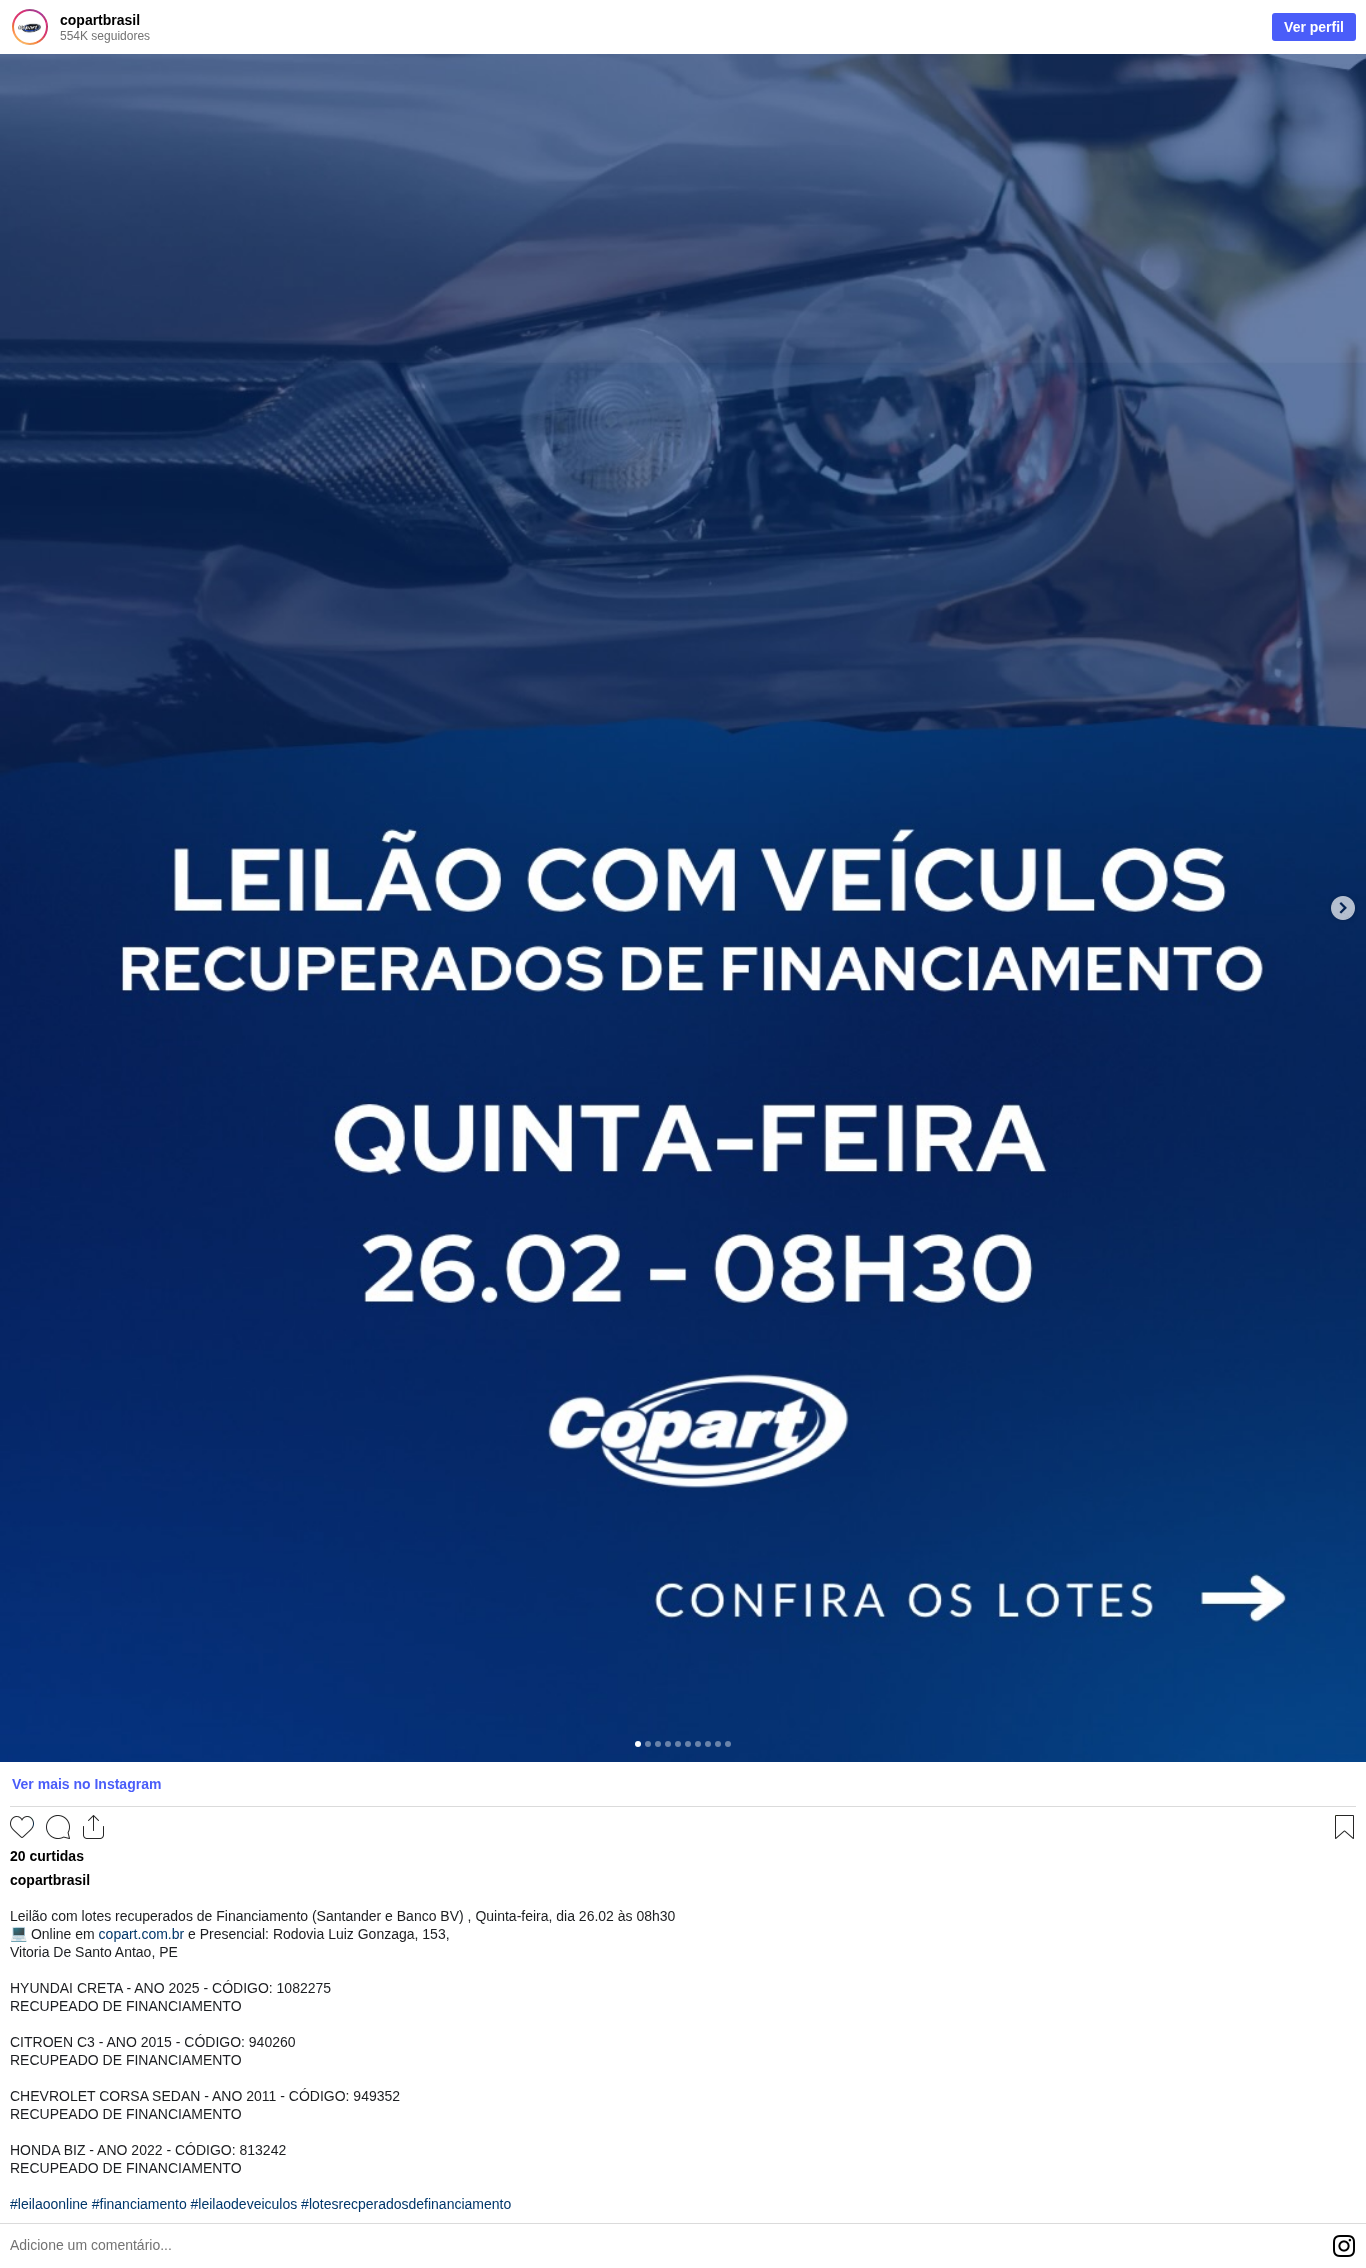 copartbrasil
554K seguidores
Ver perfil
LEILÃO COM VEÍCULOS
RECUPERADOS DE FINANCIAMENTO
QUINTA-FEIRA
26.02 - 08H30
Copart
CONFIRA OS LOTES
Ver mais no Instagram
20 curtidas
copartbrasil
Leilão com lotes recuperados de Financiamento (Santander e Banco BV) , Quinta-feira, dia 26.02 às 08h30
💻 Online em copart.com.br e Presencial: Rodovia Luiz Gonzaga, 153,
Vitoria De Santo Antao, PE
HYUNDAI CRETA - ANO 2025 - CÓDIGO: 1082275
RECUPEADO DE FINANCIAMENTO
CITROEN C3 - ANO 2015 - CÓDIGO: 940260
RECUPEADO DE FINANCIAMENTO
CHEVROLET CORSA SEDAN - ANO 2011 - CÓDIGO: 949352
RECUPEADO DE FINANCIAMENTO
HONDA BIZ - ANO 2022 - CÓDIGO: 813242
RECUPEADO DE FINANCIAMENTO
#leilaoonline #financiamento #leilaodeveiculos #lotesrecperadosdefinanciamento
Adicione um comentário...